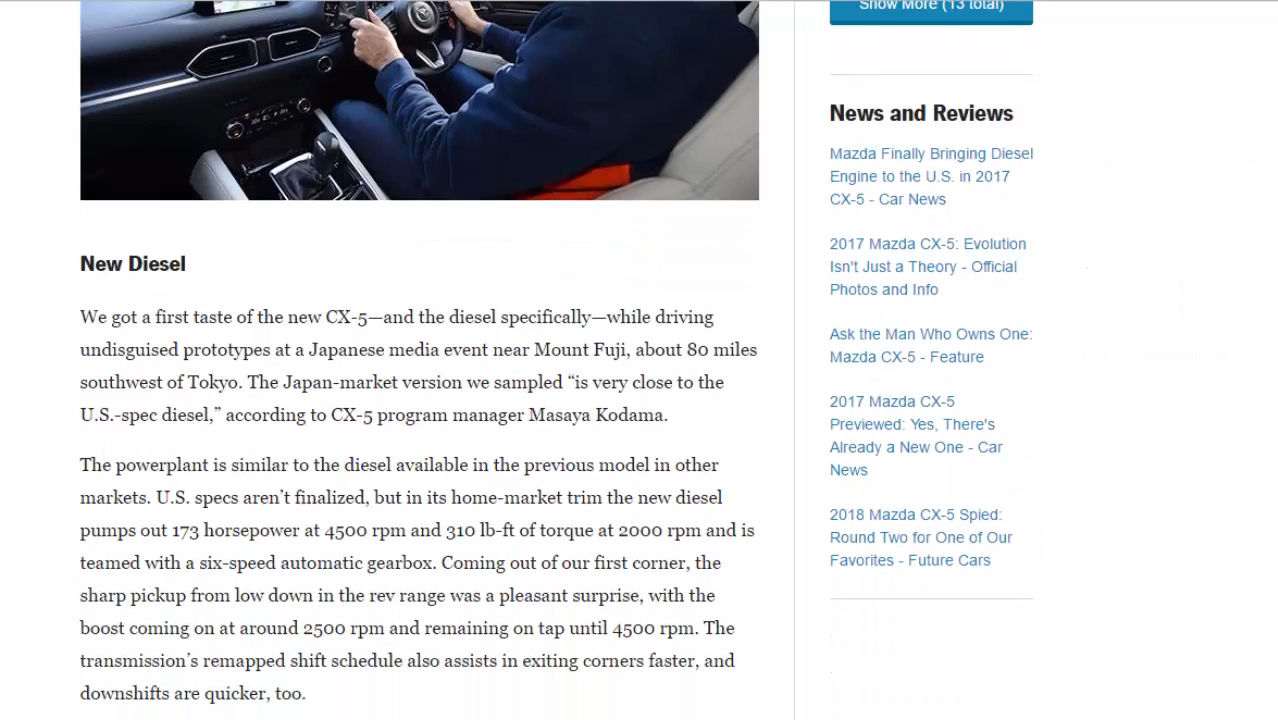 Show More (13 total)
News and Reviews
Mazda Finally Bringing Diesel
Engine to the U.S. in 2017
CX-5 - Car News
2017 Mazda CX-5: Evolution
Isn't Just a Theory - Official
Photos and Info
Ask the Man Who Owns One:
Mazda CX-5 - Feature
2017 Mazda CX-5
Previewed: Yes, There's
Already a New One - Car
News
2018 Mazda CX-5 Spied:
Round Two for One of Our
Favorites - Future Cars
New Diesel
We got a first taste of the new CX-5—and the diesel specifically—while driving
undisguised prototypes at a Japanese media event near Mount Fuji, about 80 miles
southwest of Tokyo. The Japan-market version we sampled “is very close to the
U.S.-spec diesel,” according to CX-5 program manager Masaya Kodama.
The powerplant is similar to the diesel available in the previous model in other
markets. U.S. specs aren’t finalized, but in its home-market trim the new diesel
pumps out 173 horsepower at 4500 rpm and 310 lb-ft of torque at 2000 rpm and is
teamed with a six-speed automatic gearbox. Coming out of our first corner, the
sharp pickup from low down in the rev range was a pleasant surprise, with the
boost coming on at around 2500 rpm and remaining on tap until 4500 rpm. The
transmission’s remapped shift schedule also assists in exiting corners faster, and
downshifts are quicker, too.